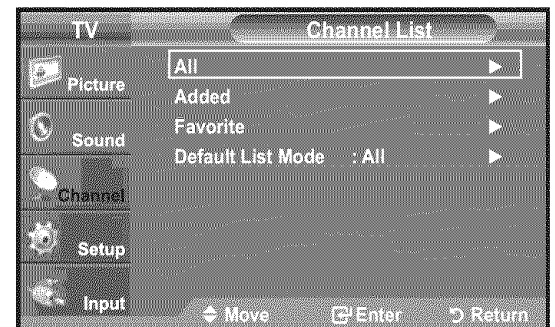 TV
Channel List
Picture
Sound
Channel
Setup
Input
All
Added
Favorite
Default List Mode : All
Move Enter Return